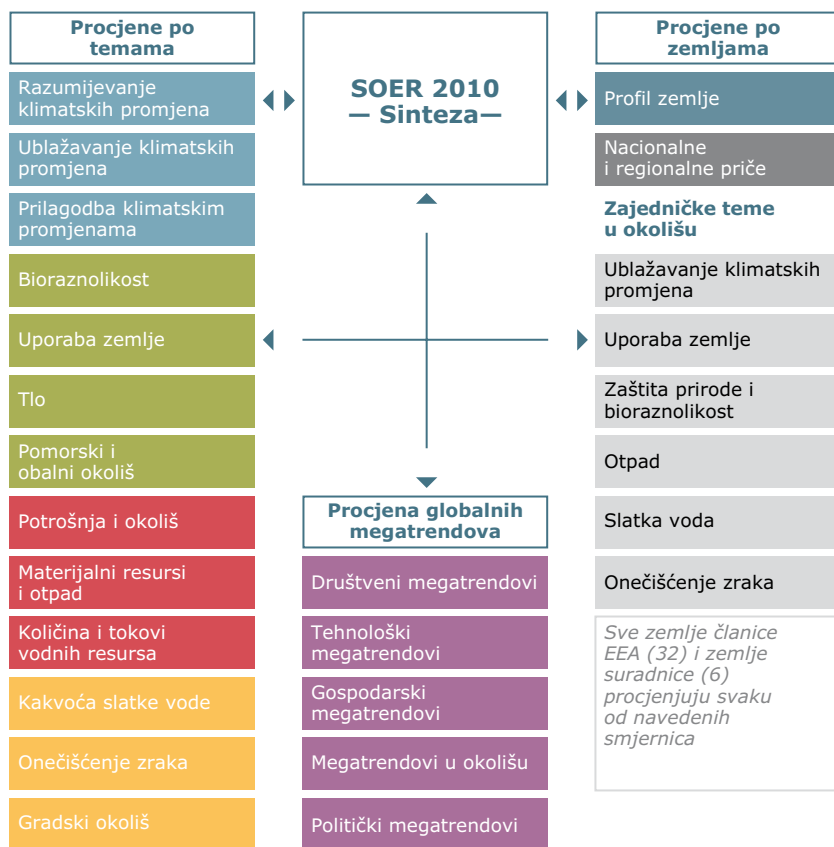 Procjene po
temama
Razumijevanje
klimatskih promjena
Ublažavanje klimatskih
promjena
Prilagodba klimatskim
promjenama
Bioraznolikost
Uporaba zemlje
Tlo
Pomorski i
obalni okoliš
Potrošnja i okoliš
Materijalni resursi
i otpad
Količina i tokovi
vodnih resursa
Kakvoća slatke vode
Onečišćenje zraka
Gradski okoliš
SOER 2010
— Sinteza—
Procjena globalnih
megatrendova
Društveni megatrendovi
Tehnološki
megatrendovi
Gospodarski
megatrendovi
Megatrendovi u okolišu
Politički megatrendovi
Procjene po
zemljama
Profil zemlje
Nacionalne
i regionalne priče
Zajedničke teme
u okolišu
Ublažavanje klimatskih
promjena
Uporaba zemlje
Zaštita prirode i
bioraznolikost
Otpad
Slatka voda
Onečišćenje zraka
Sve zemlje članice
EEA (32) i zemlje
suradnice (6)
procjenjuju svaku
od navedenih
smjernica